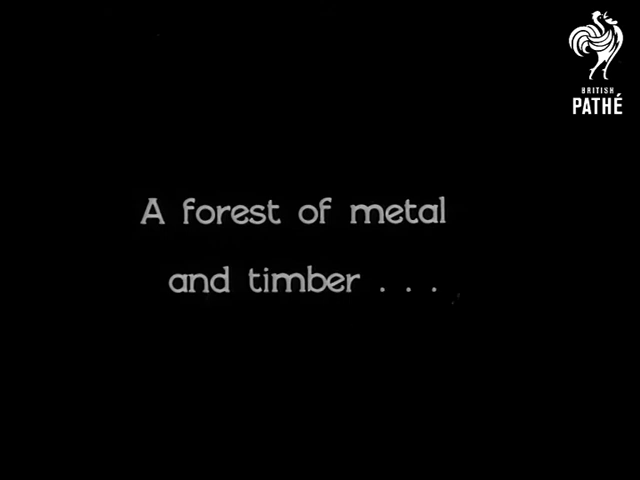 BRITISH
PATHÉ
A forest of metal
and timber . . .